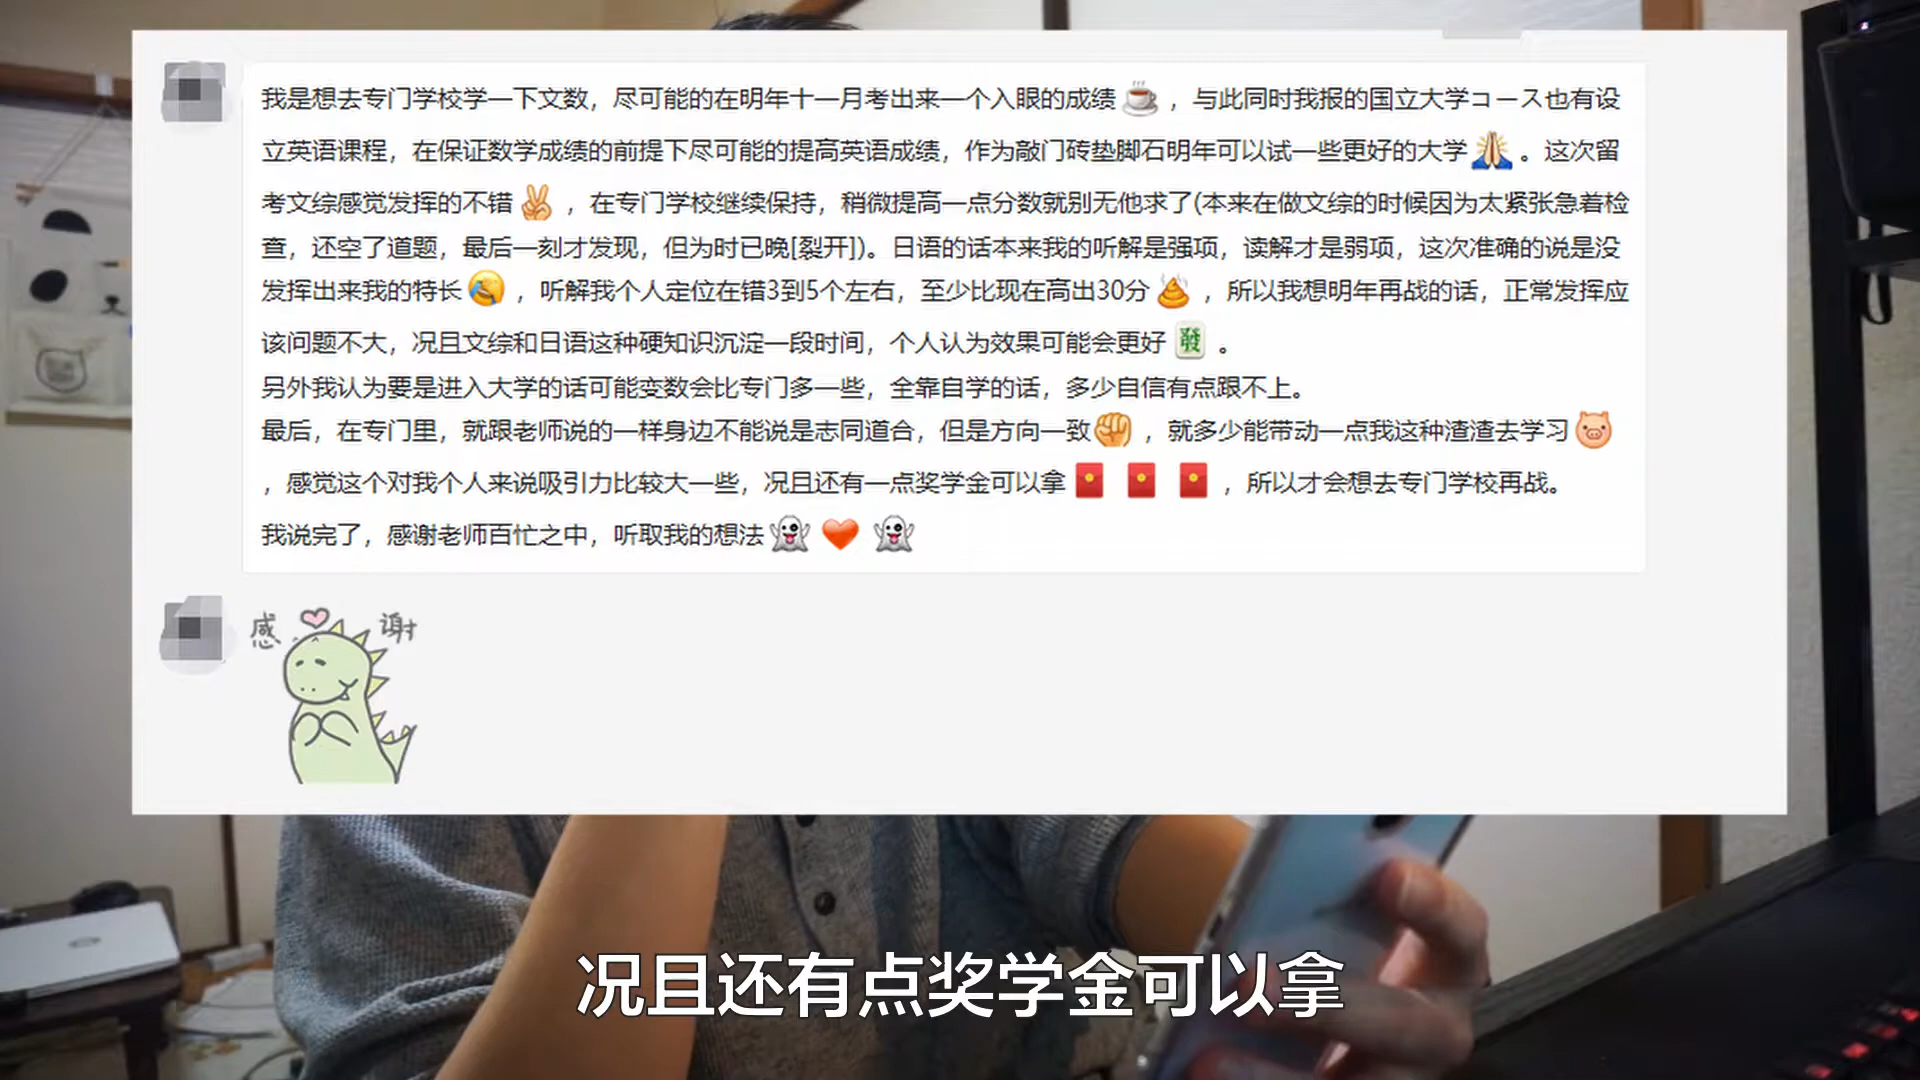 我是想去专门学校学一下文数，尽可能的在明年十一月考出来一个入眼的成绩☕，与此同时我报的国立大学コース也有设
立英语课程，在保证数学成绩的前提下尽可能的提高英语成绩，作为敲门砖垫脚石明年可以试一些更好的大学🙏。这次留
考文综感觉发挥的不错✌，在专门学校继续保持，稍微提高一点分数就别无他求了(本来在做文综的时候因为太紧张急着检
查，还空了道题，最后一刻才发现，但为时已晚[裂开])。日语的话本来我的听解是强项，读解才是弱项，这次准确的说是没
发挥出来我的特长🤣，听解我个人定位在错3到5个左右，至少比现在高出30分💩，所以我想明年再战的话，正常发挥应
该问题不大，况且文综和日语这种硬知识沉淀一段时间，个人认为效果可能会更好🀅。
另外我认为要是进入大学的话可能变数会比专门多一些，全靠自学的话，多少自信有点跟不上。
最后，在专门里，就跟老师说的一样身边不能说是志同道合，但是方向一致✊，就多少能带动一点我这种渣渣去学习🐷
，感觉这个对我个人来说吸引力比较大一些，况且还有一点奖学金可以拿🧧🧧🧧，所以才会想去专门学校再战。
我说完了，感谢老师百忙之中，听取我的想法👻❤👻
感 谢
况且还有点奖学金可以拿